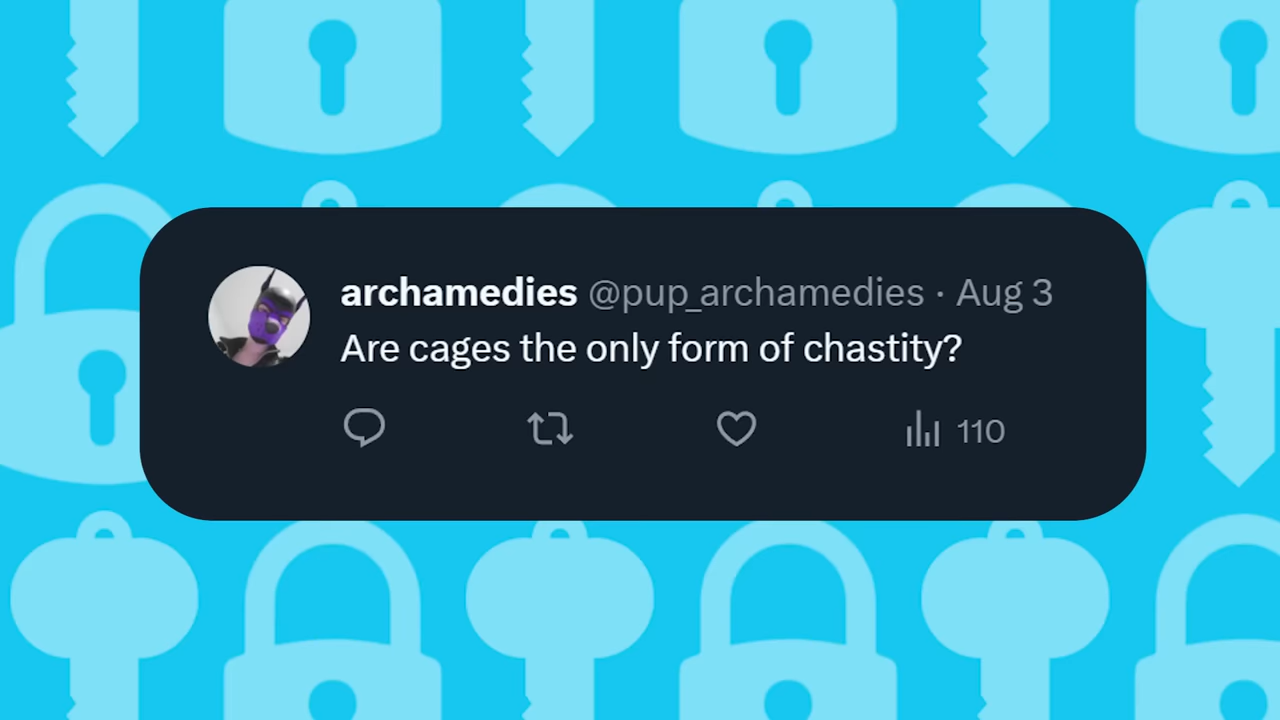 archamedies @pup_archamedies · Aug 3
Are cages the only form of chastity?
110